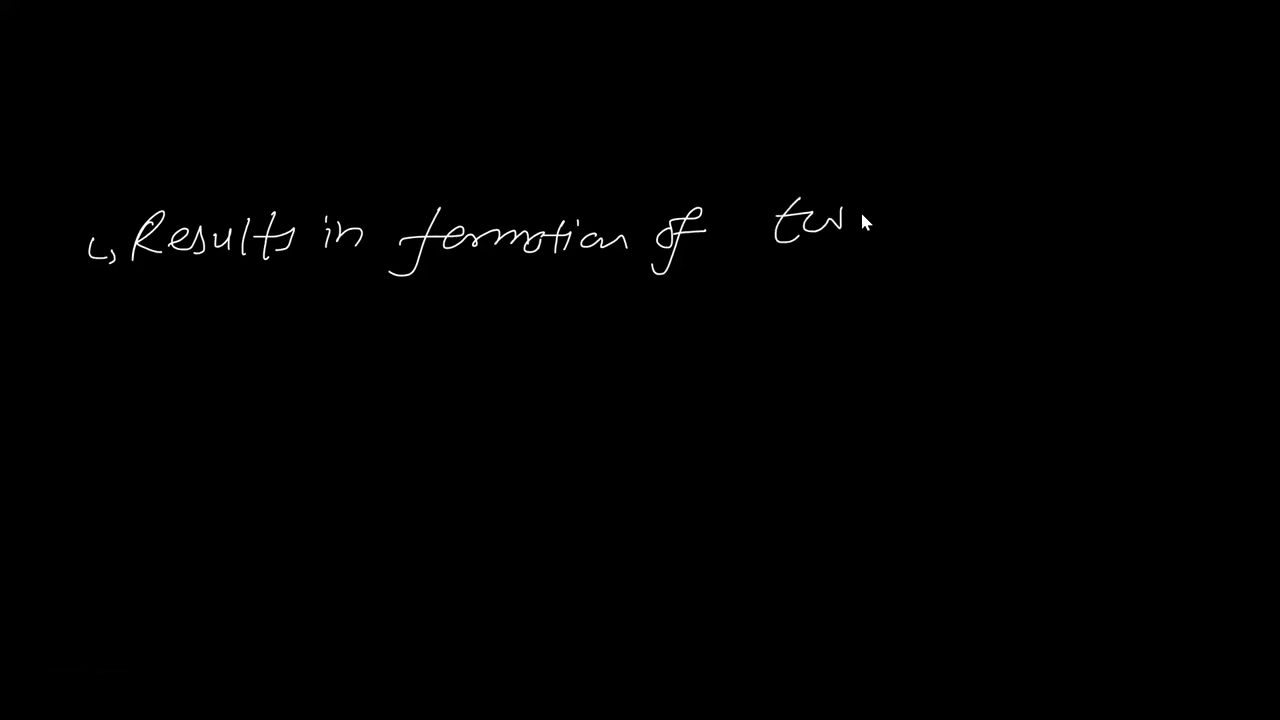 ↳ Results in formation of tw